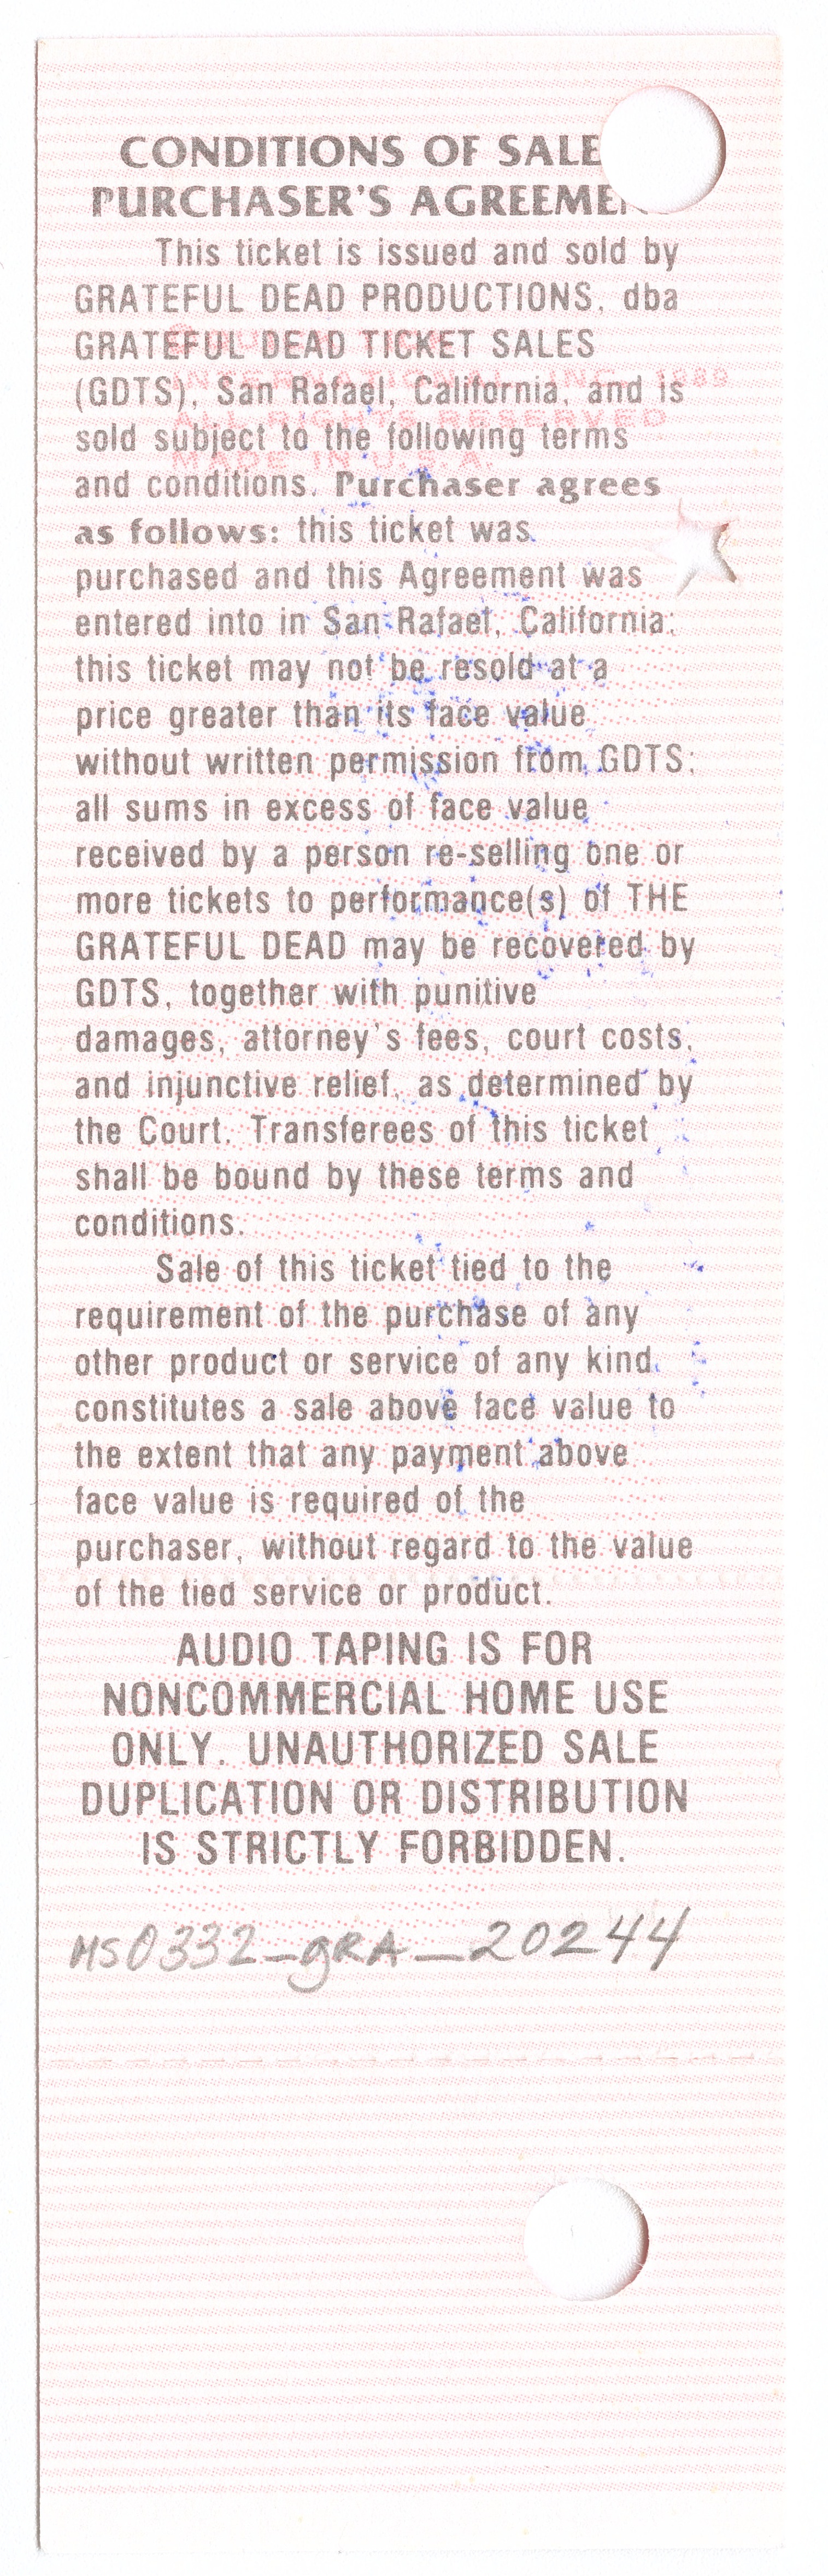 CONDITIONS OF SALE
PURCHASER'S AGREEMEN
This ticket is issued and sold by
GRATEFUL DEAD PRODUCTIONS, dba
GRATEFUL DEAD TICKET SALES
(GDTS), San Rafael, California, and is
sold subject to the following terms
and conditions. Purchaser agrees
as follows: this ticket was
purchased and this Agreement was
entered into in San Rafael, California;
this ticket may not be resold at a
price greater than its face value
without written permission from GDTS;
all sums in excess of face value
received by a person re-selling one or
more tickets to performance(s) of THE
GRATEFUL DEAD may be recovered by
GDTS, together with punitive
damages, attorney's fees, court costs,
and injunctive relief, as determined by
the Court. Transferees of this ticket
shall be bound by these terms and
conditions.
Sale of this ticket tied to the
requirement of the purchase of any
other product or service of any kind
constitutes a sale above face value to
the extent that any payment above
face value is required of the
purchaser, without regard to the value
of the tied service or product.
AUDIO TAPING IS FOR
NONCOMMERCIAL HOME USE
ONLY. UNAUTHORIZED SALE
DUPLICATION OR DISTRIBUTION
IS STRICTLY FORBIDDEN.
MS0332_gRA_20244
INTERNATIONAL, INC. 1989
ALL RIGHTS RESERVED
MADE IN U.S.A.